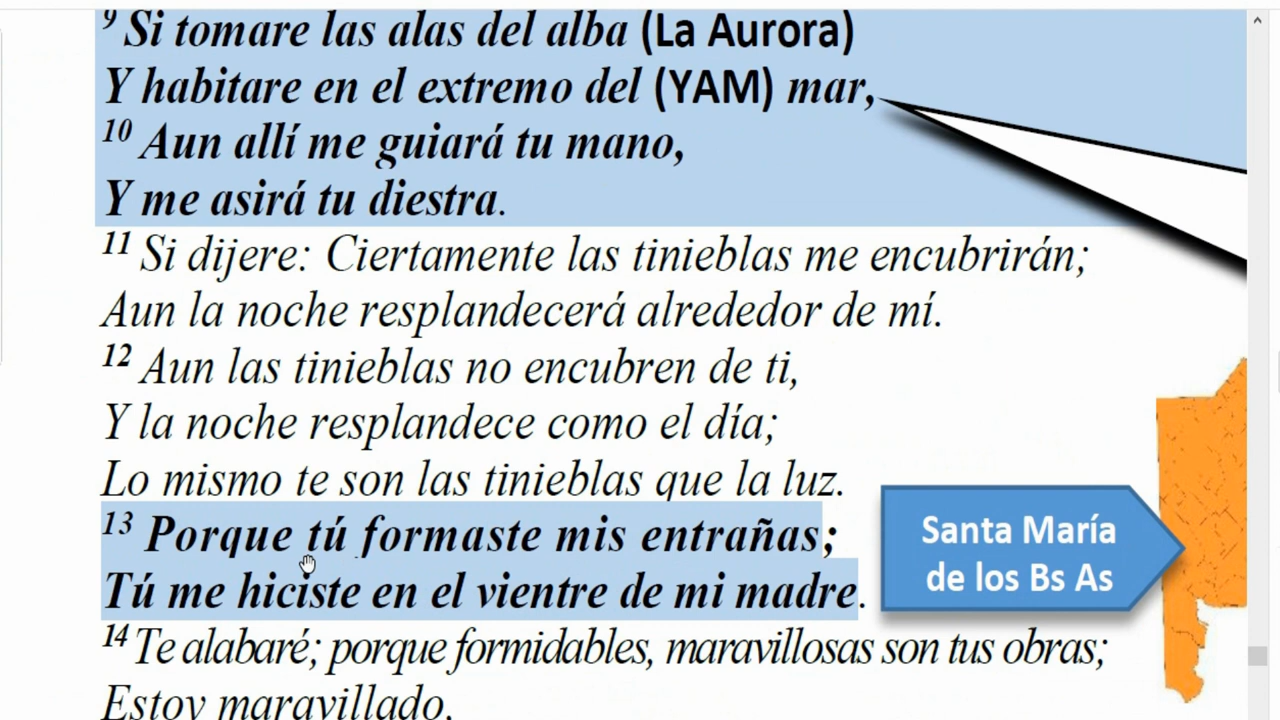 9 Si tomare las alas del alba (La Aurora)
Y habitare en el extremo del (YAM) mar,
10 Aun allí me guiará tu mano,
Y me asirá tu diestra.
11 Si dijere: Ciertamente las tinieblas me encubrirán;
Aun la noche resplandecerá alrededor de mí.
12 Aun las tinieblas no encubren de ti,
Y la noche resplandece como el día;
Lo mismo te son las tinieblas que la luz.
13 Porque tú formaste mis entrañas;
Tú me hiciste en el vientre de mi madre.
Santa María
de los Bs As
14 Te alabaré; porque formidables, maravillosas son tus obras;
Estoy maravillado,